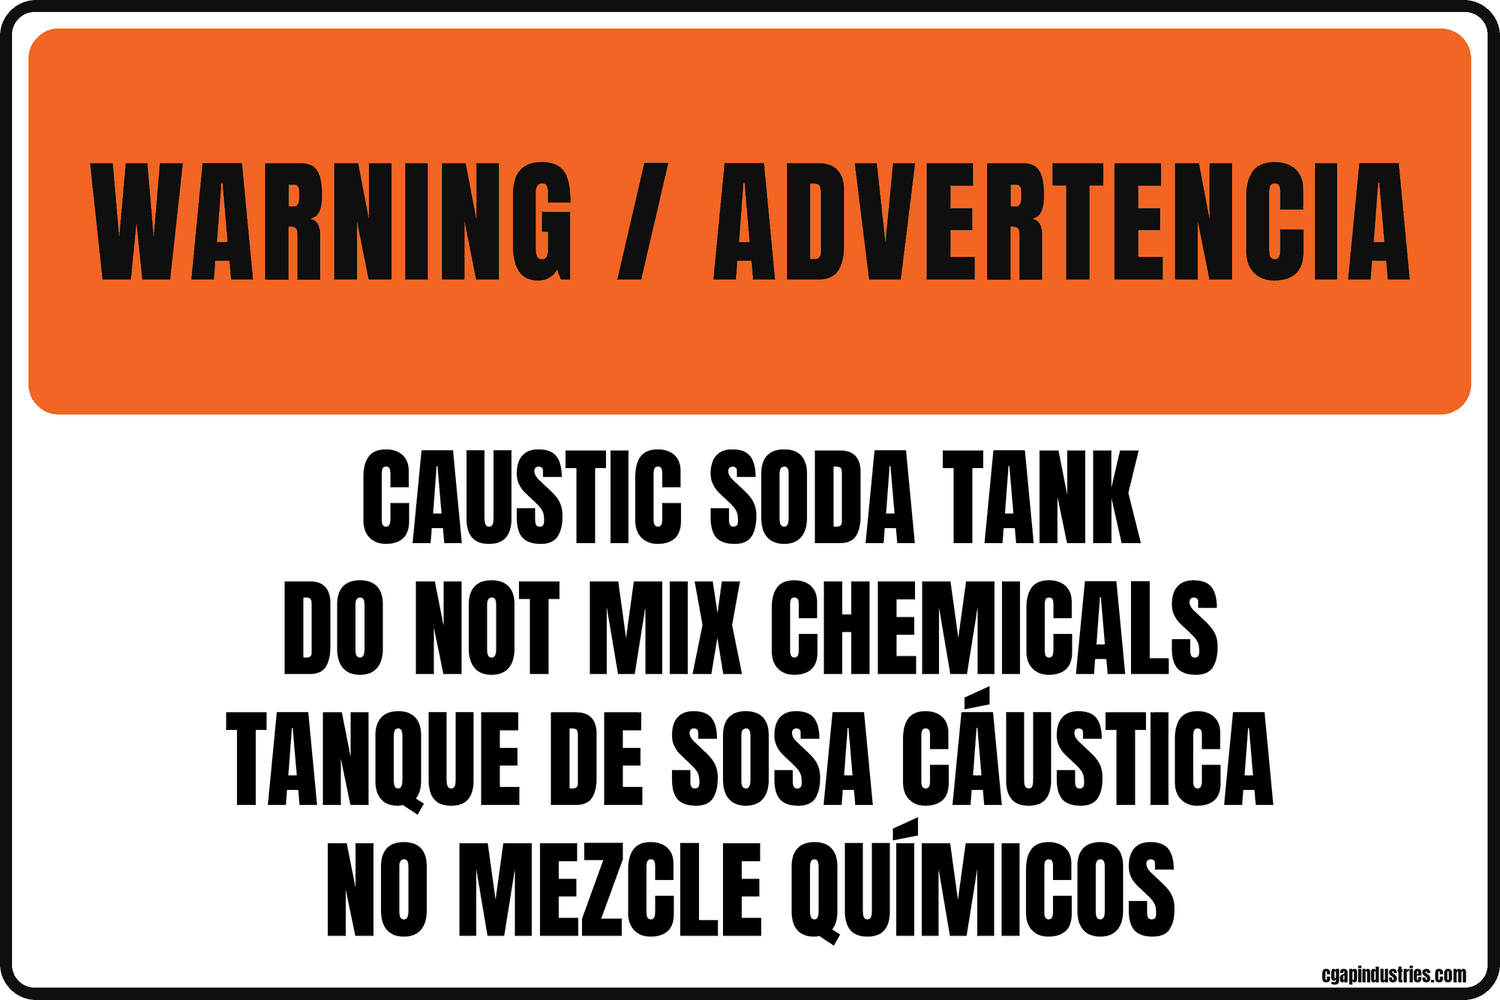 WARNING / ADVERTENCIA
CAUSTIC SODA TANK
DO NOT MIX CHEMICALS
TANQUE DE SOSA CÁUSTICA
NO MEZCLE QUÍMICOS
cgapindustries.com